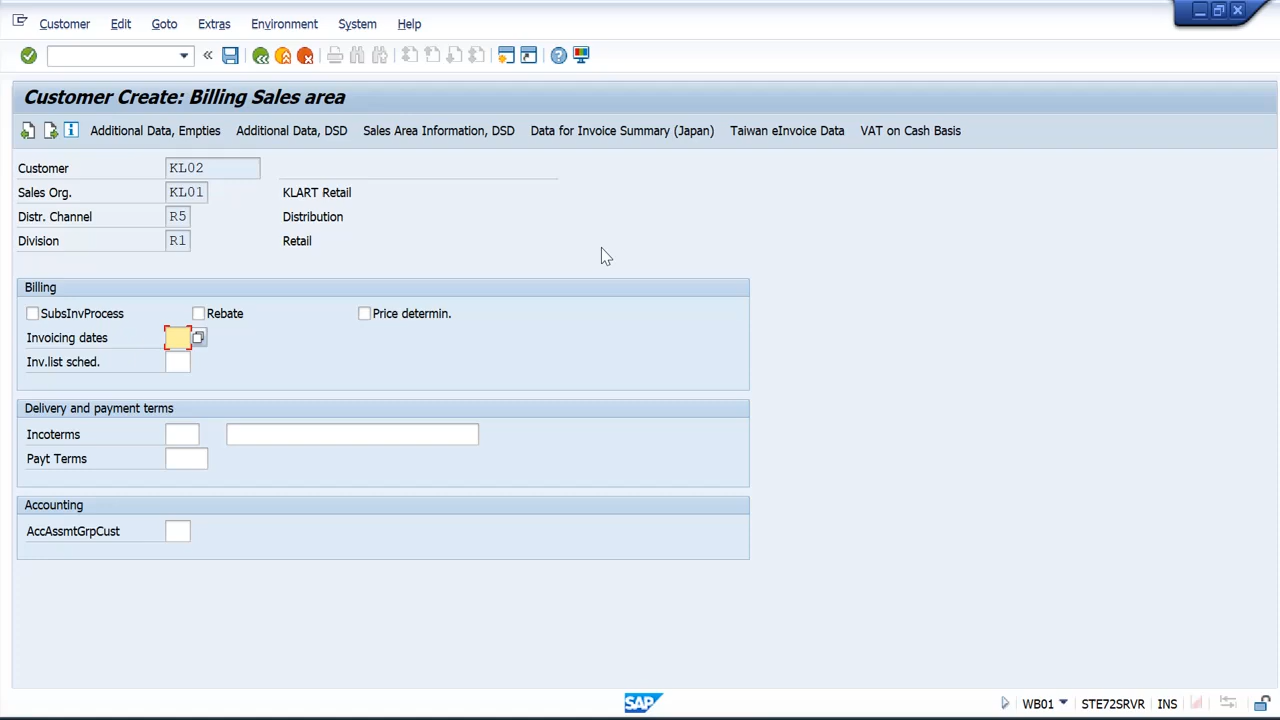 Customer Edit Goto Extras Environment System Help
Customer Create: Billing Sales area
Additional Data, Empties Additional Data, DSD Sales Area Information, DSD Data for Invoice Summary (Japan) Taiwan eInvoice Data VAT on Cash Basis
Customer KL02
Sales Org. KL01 KLART Retail
Distr. Channel R5 Distribution
Division R1 Retail
Billing
SubsInvProcess Rebate Price determin.
Invoicing dates
Inv.list sched.
Delivery and payment terms
Incoterms
Payt Terms
Accounting
AccAssmtGrpCust
SAP WB01 STE72SRVR INS